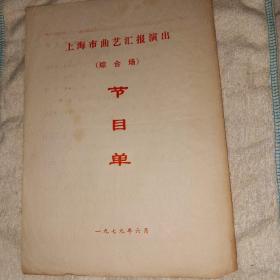 上海市曲艺汇报演出
（综合场）
节
目
单
一九七九年六月